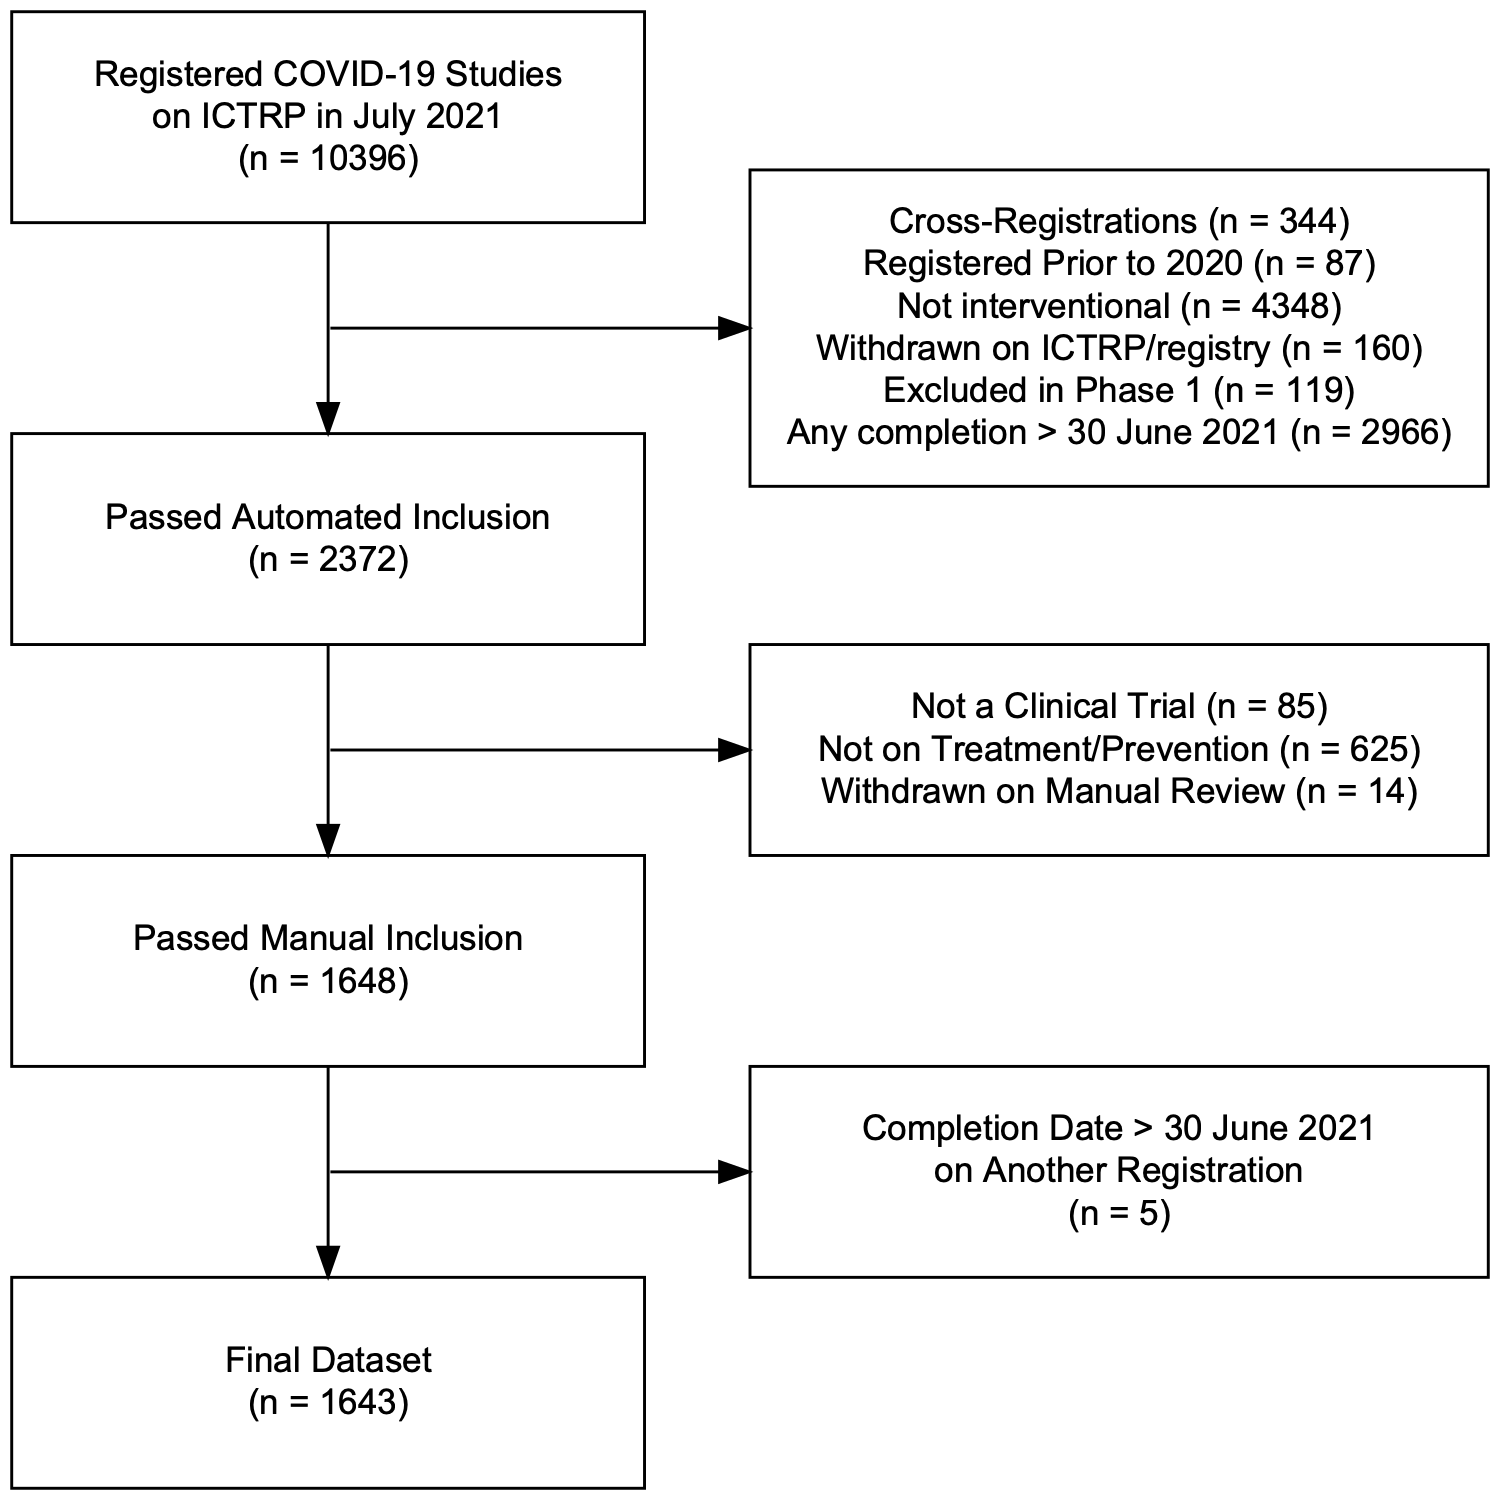 Registered COVID-19 Studies
on ICTRP in July 2021
(n = 10396)
Cross-Registrations (n = 344)
Registered Prior to 2020 (n = 87)
Not interventional (n = 4348)
Withdrawn on ICTRP/registry (n = 160)
Excluded in Phase 1 (n = 119)
Any completion > 30 June 2021 (n = 2966)
Passed Automated Inclusion
(n = 2372)
Not a Clinical Trial (n = 85)
Not on Treatment/Prevention (n = 625)
Withdrawn on Manual Review (n = 14)
Passed Manual Inclusion
(n = 1648)
Completion Date > 30 June 2021
on Another Registration
(n = 5)
Final Dataset
(n = 1643)